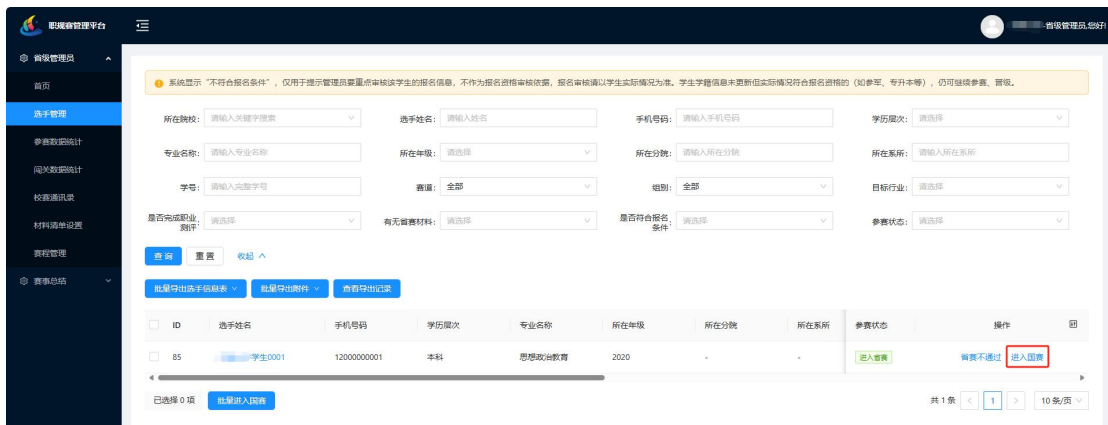 职规赛管理平台
省级管理员,您好!
省级管理员
首页
选手管理
参赛数据统计
闯关数据统计
校赛通讯录
材料清单设置
赛程管理
赛事总结
系统显示“不符合报名条件”，仅用于提示管理员要重点审核该学生的报名信息，不作为报名资格审核依据，报名审核请以学生实际情况为准。学生学籍信息未更新但实际情况符合报名资格的（如参军、专升本等），仍可继续参赛、晋级。
所在院校: 请输入关键字搜索 选手姓名: 请输入姓名 手机号码: 请输入手机号码 学历层次: 请选择
专业名称: 请输入专业名称 所在年级: 请选择 所在分院: 请输入所在分院 所在系所: 请输入所在系所
学号: 请输入完整学号 赛道: 全部 组别: 全部 目标行业: 请选择
是否完成职业测评: 请选择 有无省赛材料: 请选择 是否符合报名条件: 请选择 参赛状态: 请选择
查询 重置 收起
批量导出选手信息表 批量导出附件 查看导出记录
ID 选手姓名 手机号码 学历层次 专业名称 所在年级 所在分院 所在系所 参赛状态 操作
85 学生0001 12000000001 本科 思想政治教育 2020 - - 进入省赛 省赛不通过 进入国赛
已选择 0 项 批量进入国赛 共 1 条 < 1 > 10 条/页